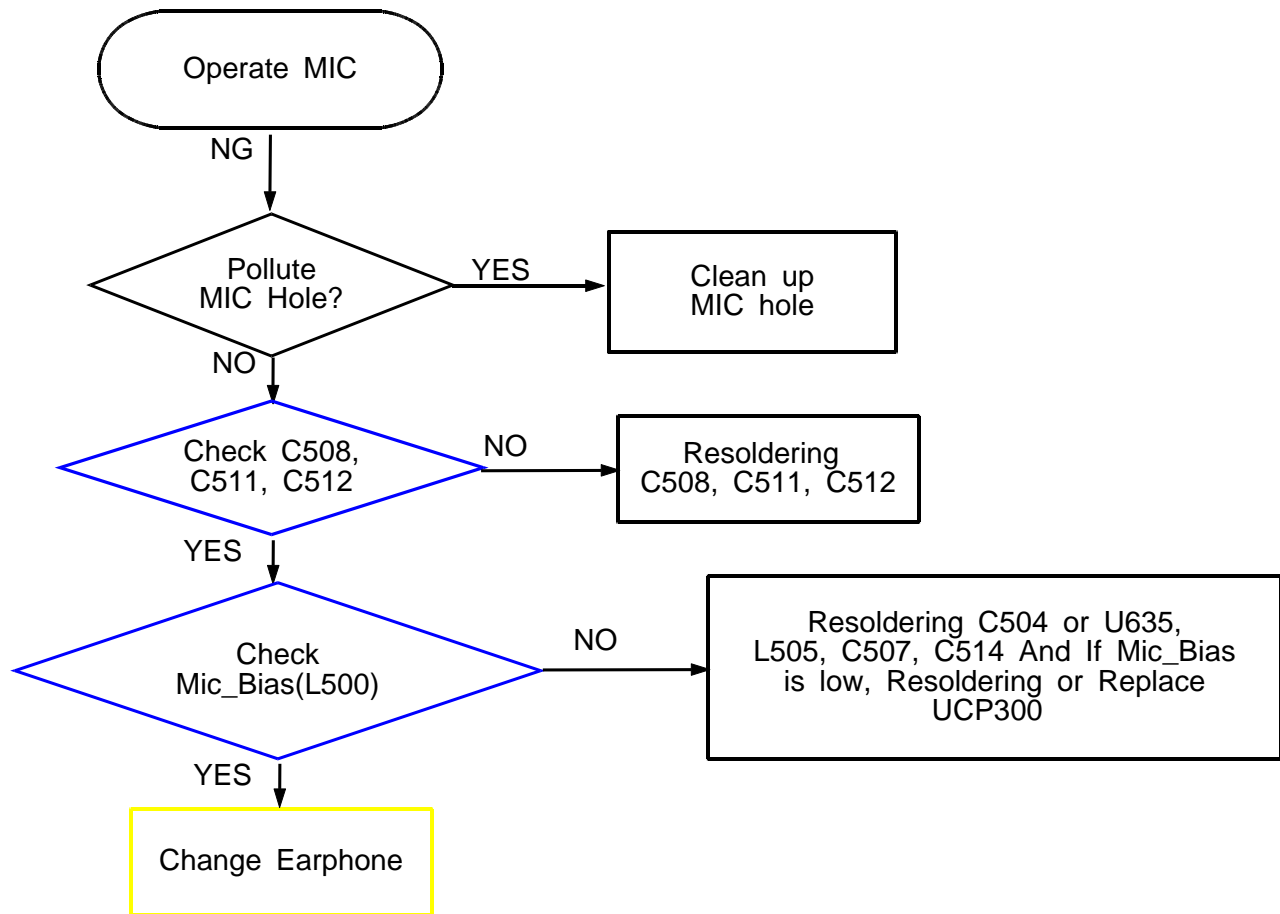 Operate MIC
NG
Pollute
MIC Hole?
YES
Clean up
MIC hole
NO
Check C508,
C511, C512
NO
Resoldering
C508, C511, C512
YES
Check
Mic_Bias(L500)
NO
Resoldering C504 or U635,
L505, C507, C514 And If Mic_Bias
is low, Resoldering or Replace
UCP300
YES
Change Earphone